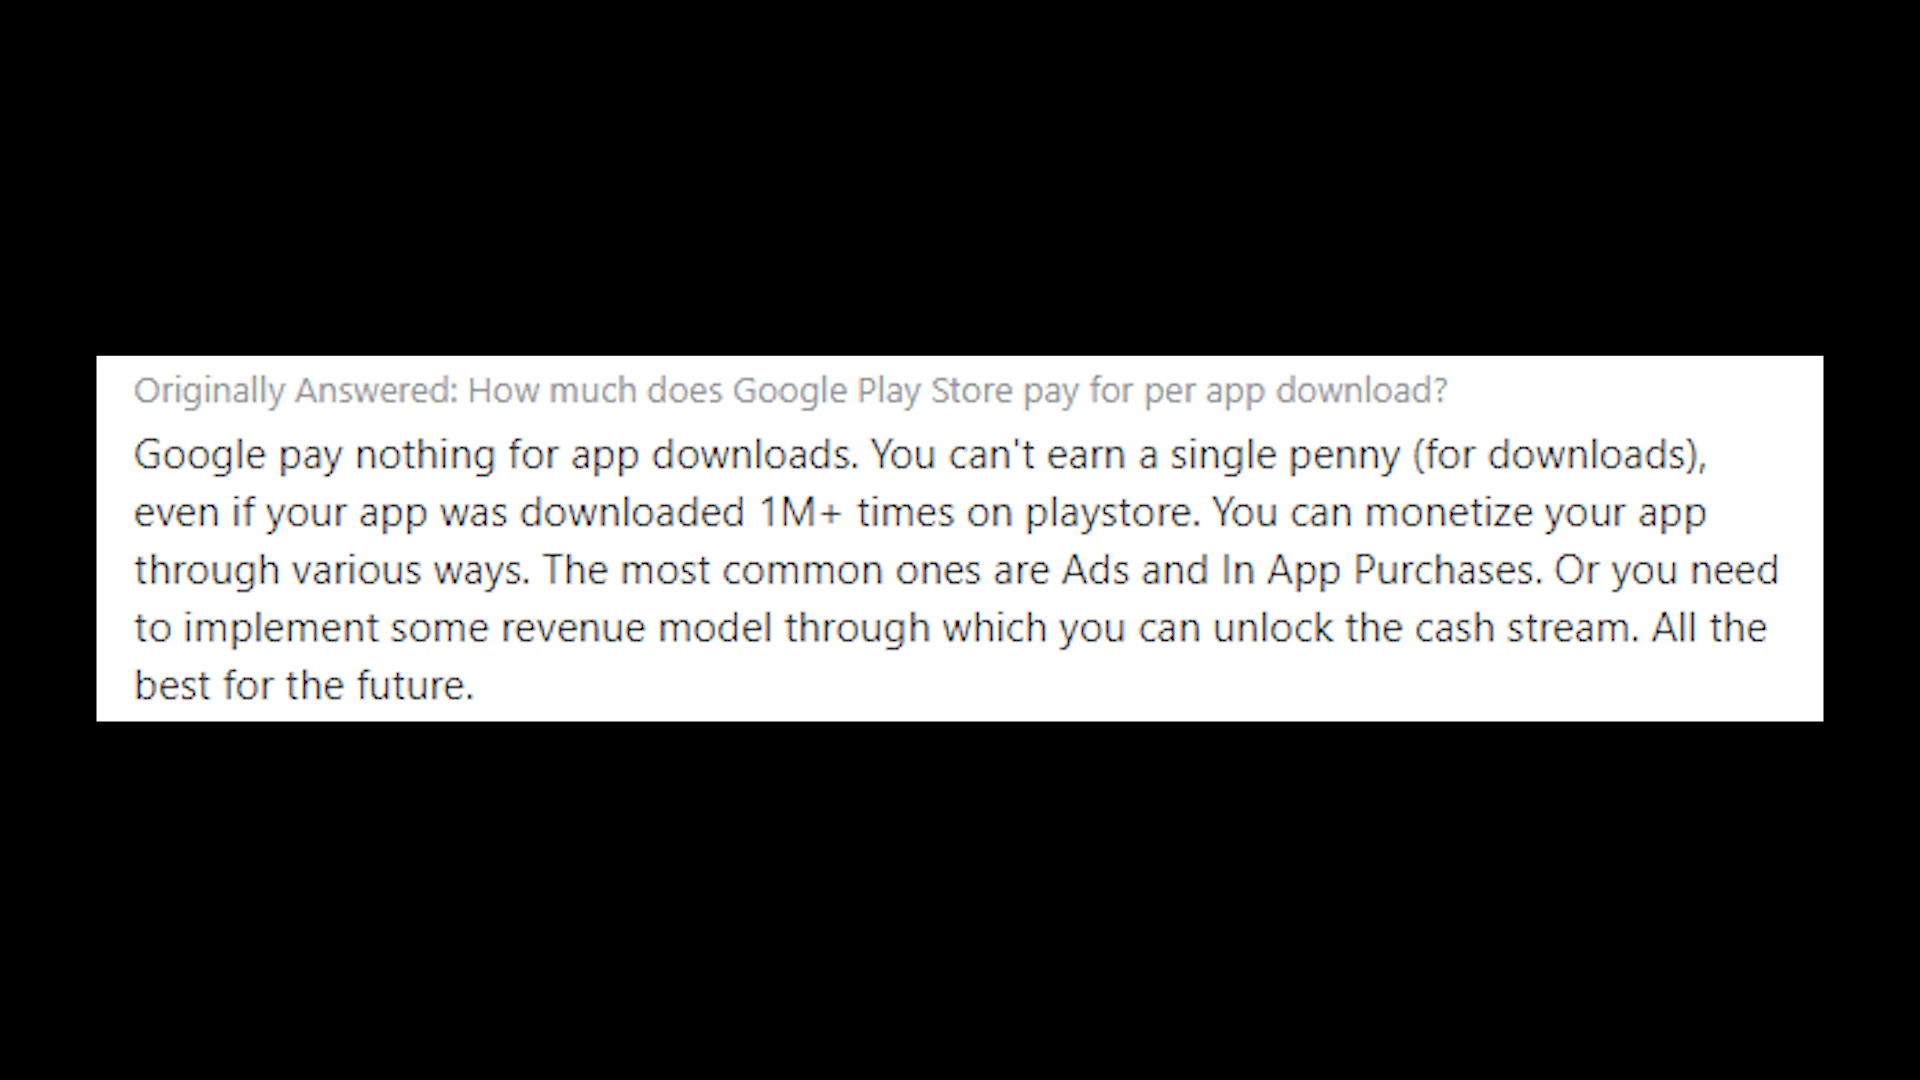 Originally Answered: How much does Google Play Store pay for per app download?
Google pay nothing for app downloads. You can't earn a single penny (for downloads),
even if your app was downloaded 1M+ times on playstore. You can monetize your app
through various ways. The most common ones are Ads and In App Purchases. Or you need
to implement some revenue model through which you can unlock the cash stream. All the
best for the future.